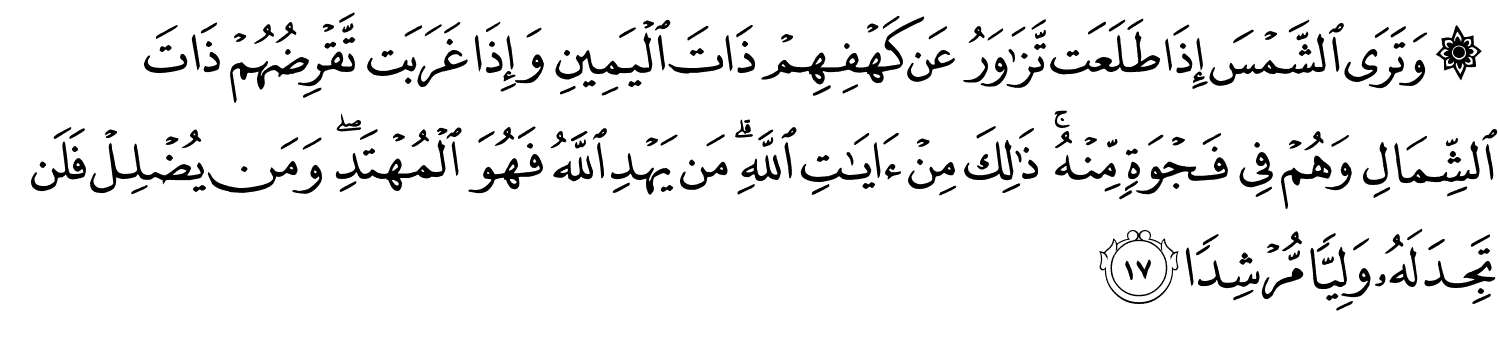 ۞ وَتَرَى ٱلشَّمْسَ إِذَا طَلَعَت تَّزَٰوَرُ عَن كَهْفِهِمْ ذَاتَ ٱلْيَمِينِ وَإِذَا غَرَبَت تَّقْرِضُهُمْ ذَاتَ
ٱلشِّمَالِ وَهُمْ فِى فَجْوَةٍ مِّنْهُ ۚ ذَٰلِكَ مِنْ ءَايَـٰتِ ٱللَّهِ ۗ مَن يَهْدِ ٱللَّهُ فَهُوَ ٱلْمُهْتَدِ ۖ وَمَن يُضْلِلْ فَلَن
تَجِدَ لَهُۥ وَلِيًّا مُّرْشِدًا ١٧